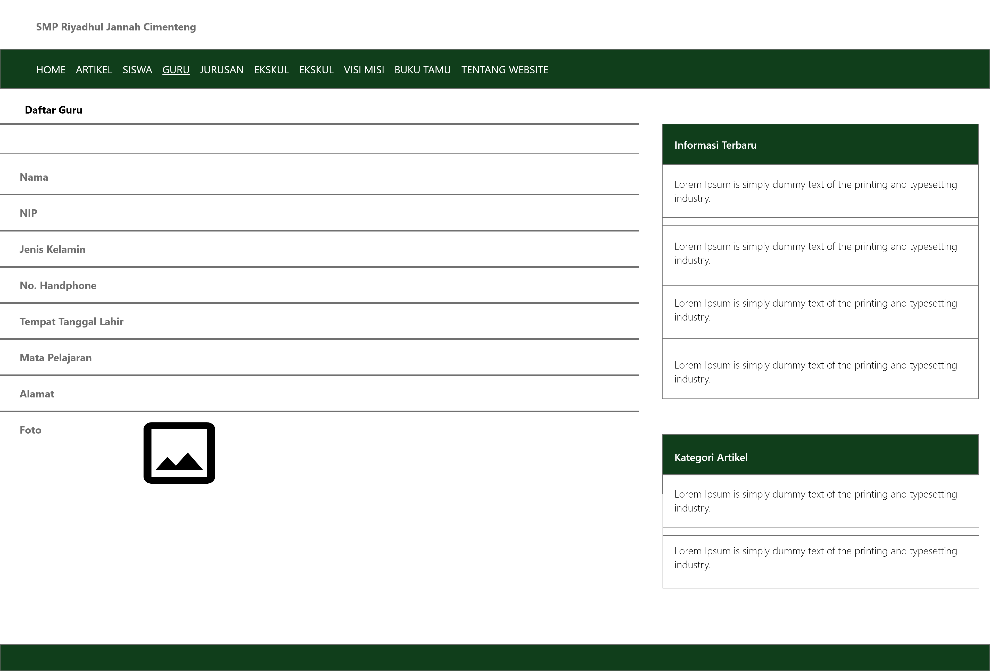 SMP Riyadhul Jannah Cimenteng
HOME ARTIKEL SISWA GURU JURUSAN EKSKUL EKSKUL VISI MISI BUKU TAMU TENTANG WEBSITE
Daftar Guru
Nama
NIP
Jenis Kelamin
No. Handphone
Tempat Tanggal Lahir
Mata Pelajaran
Alamat
Foto
Informasi Terbaru
Lorem Ipsum is simply dummy text of the printing and typesetting
industry.
Lorem Ipsum is simply dummy text of the printing and typesetting
industry.
Lorem Ipsum is simply dummy text of the printing and typesetting
industry.
Lorem Ipsum is simply dummy text of the printing and typesetting
industry.
Kategori Artikel
Lorem Ipsum is simply dummy text of the printing and typesetting
industry.
Lorem Ipsum is simply dummy text of the printing and typesetting
industry.